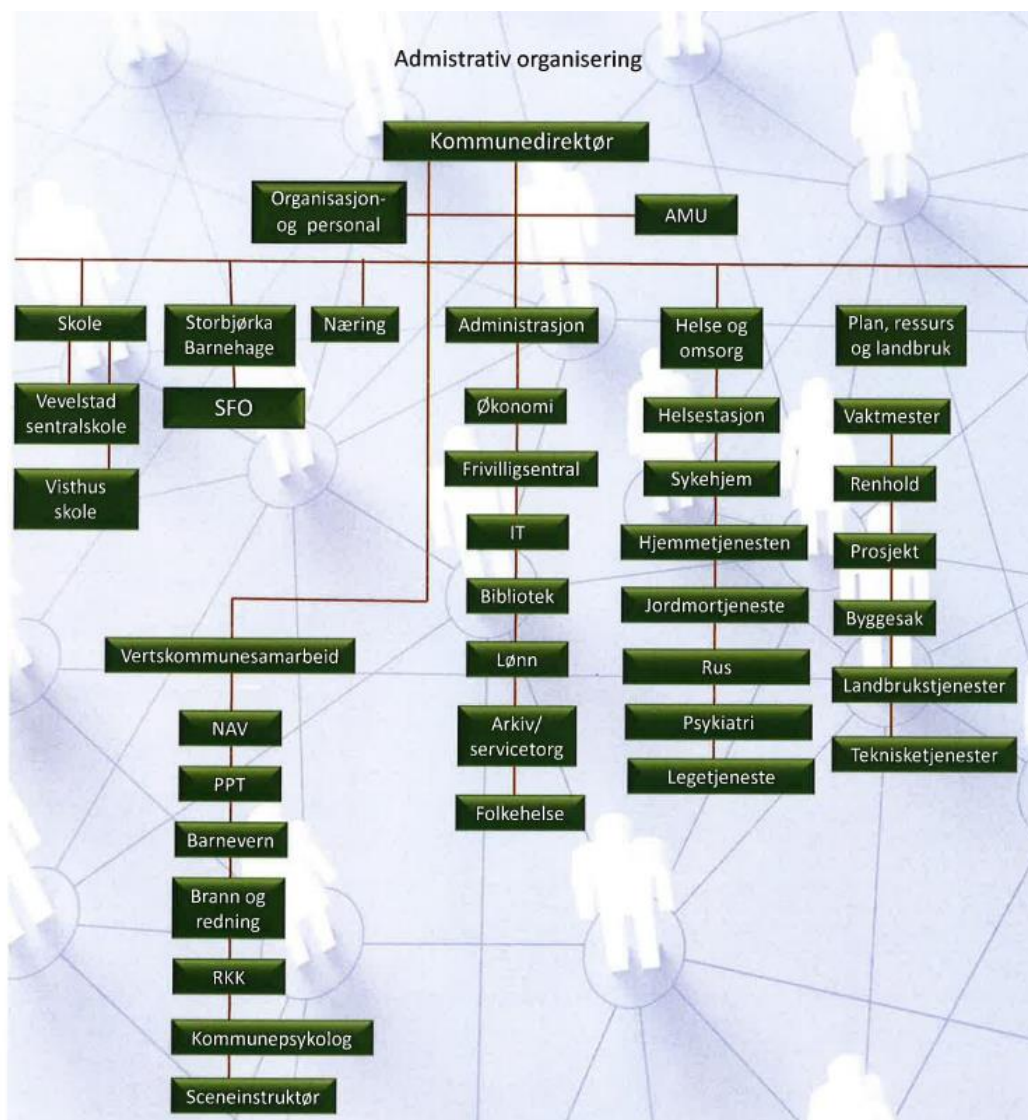 Admistrativ organisering
Kommunedirektør
Organisasjon-
og personal
AMU
Skole
Storbjørka
Barnehage
Næring
Administrasjon
Helse og
omsorg
Plan, ressurs
og landbruk
Vevelstad
sentralskole
Visthus
skole
SFO
Økonomi
Frivilligsentral
IT
Bibliotek
Lønn
Arkiv/
servicetorg
Folkehelse
Helsestasjon
Sykehjem
Hjemmetjenesten
Jordmortjeneste
Rus
Psykiatri
Legetjeneste
Vaktmester
Renhold
Prosjekt
Byggesak
Landbrukstjenester
Teknisketjenester
Vertskommunesamarbeid
NAV
PPT
Barnevern
Brann og
redning
RKK
Kommunepsykolog
Sceneinstruktør